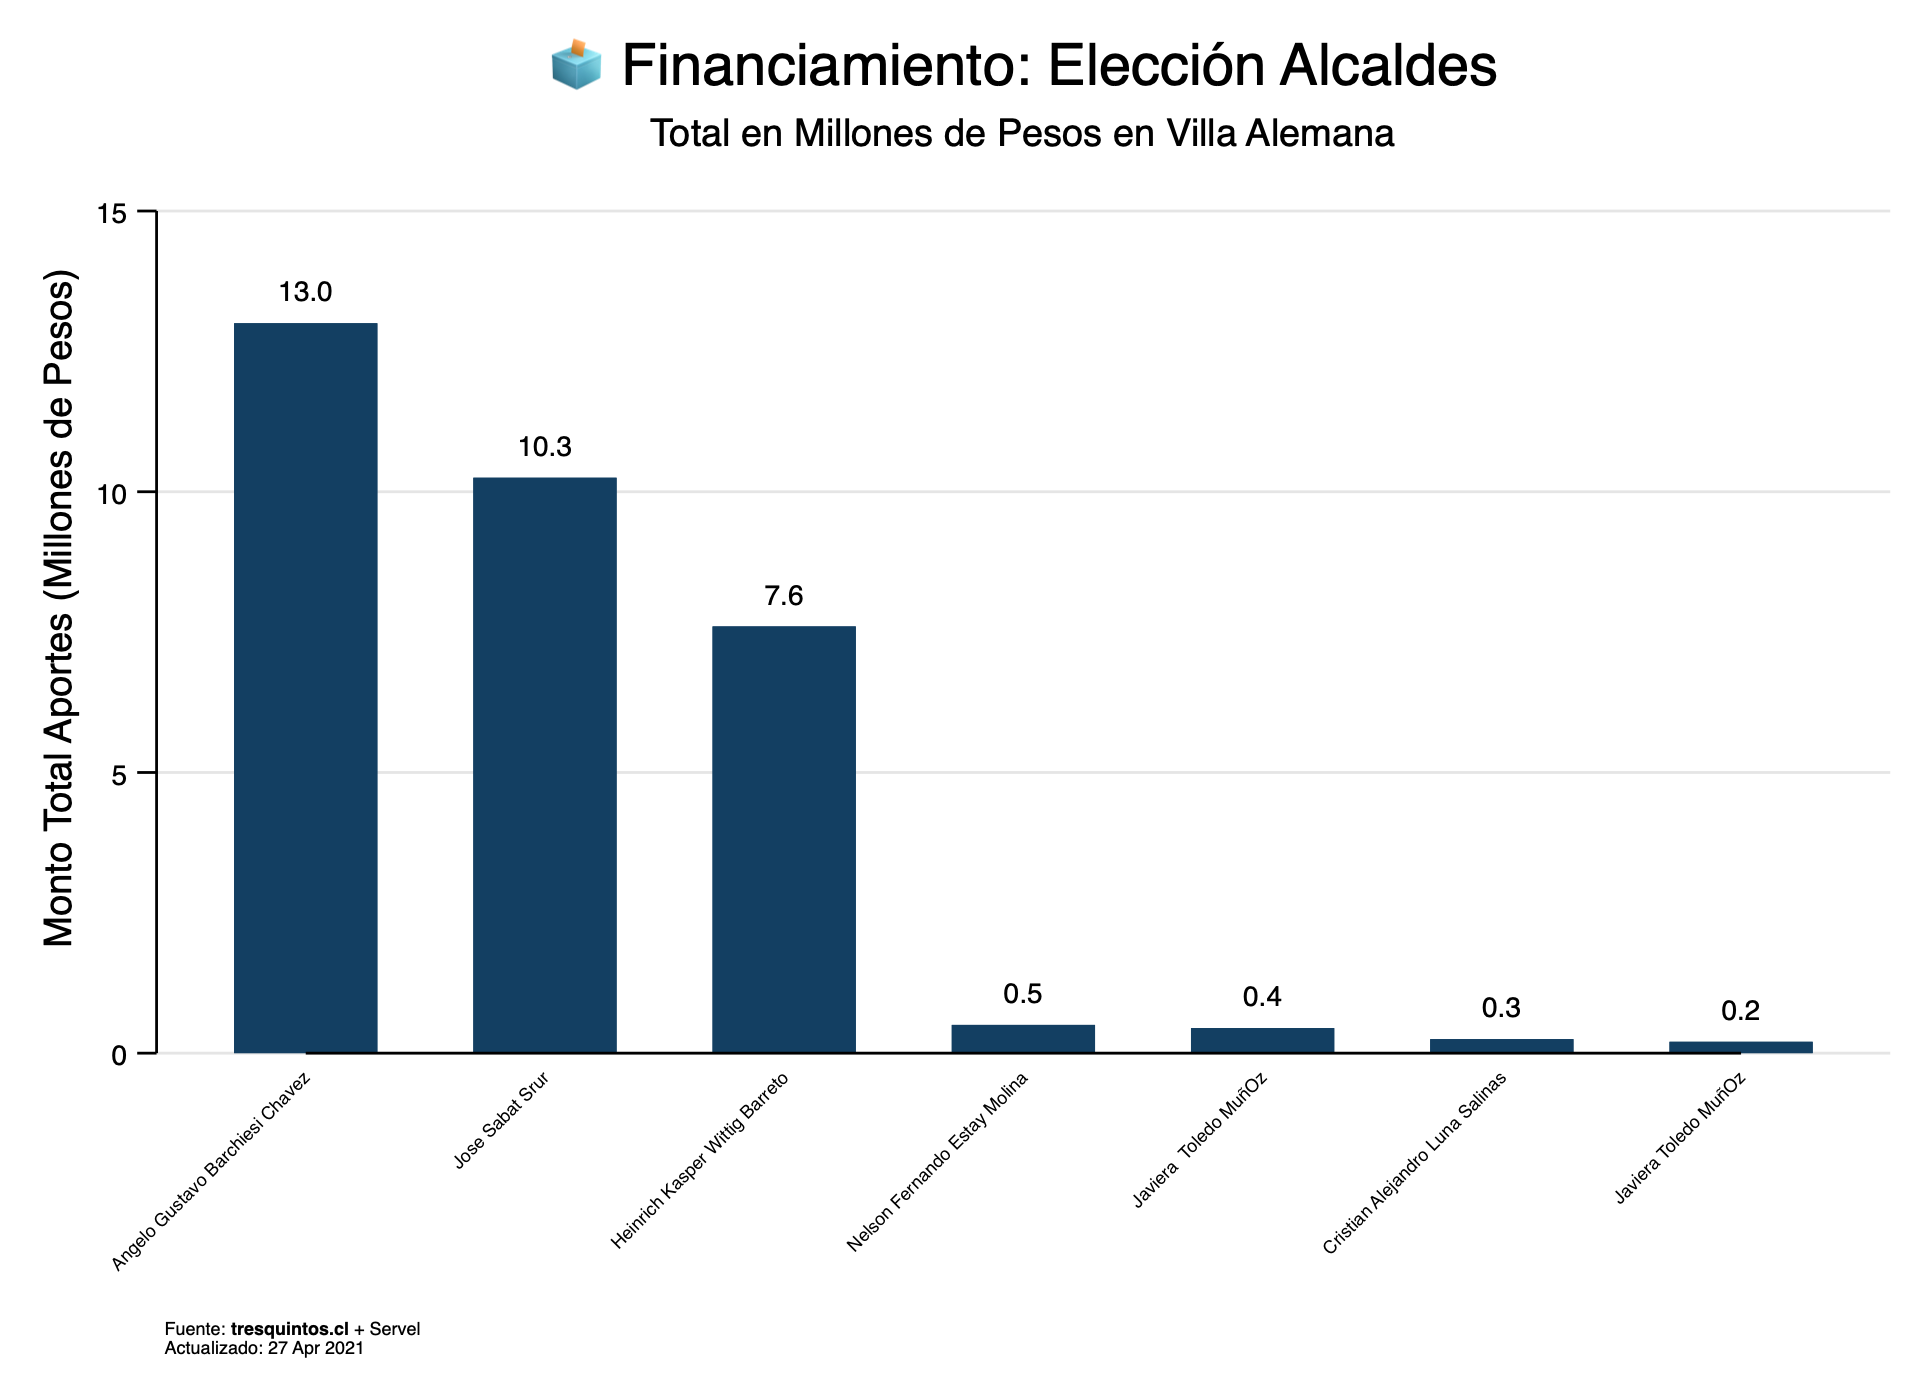 Financiamiento: Elección Alcaldes
Total en Millones de Pesos en Villa Alemana
Monto Total Aportes (Millones de Pesos)
15
10
5
0
13.0
10.3
7.6
0.5
0.4
0.3
0.2
Angelo Gustavo Barchiesi Chavez
Jose Sabat Srur
Heinrich Kasper Wittig Barreto
Nelson Fernando Estay Molina
Javiera  Toledo MuñOz
Cristian Alejandro Luna Salinas
Javiera Toledo MuñOz
Fuente: tresquintos.cl + Servel
Actualizado: 27 Apr 2021